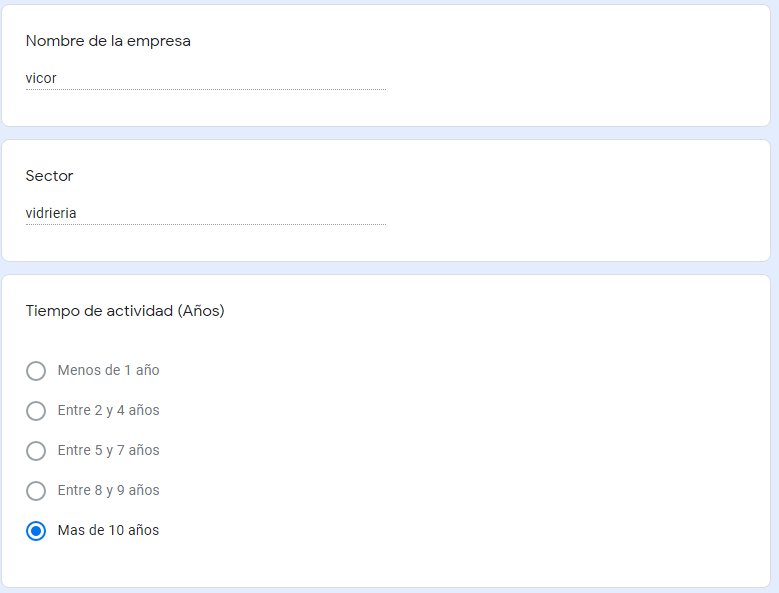 Nombre de la empresa
vicor
Sector
vidrieria
Tiempo de actividad (Años)
Menos de 1 año
Entre 2 y 4 años
Entre 5 y 7 años
Entre 8 y 9 años
Mas de 10 años